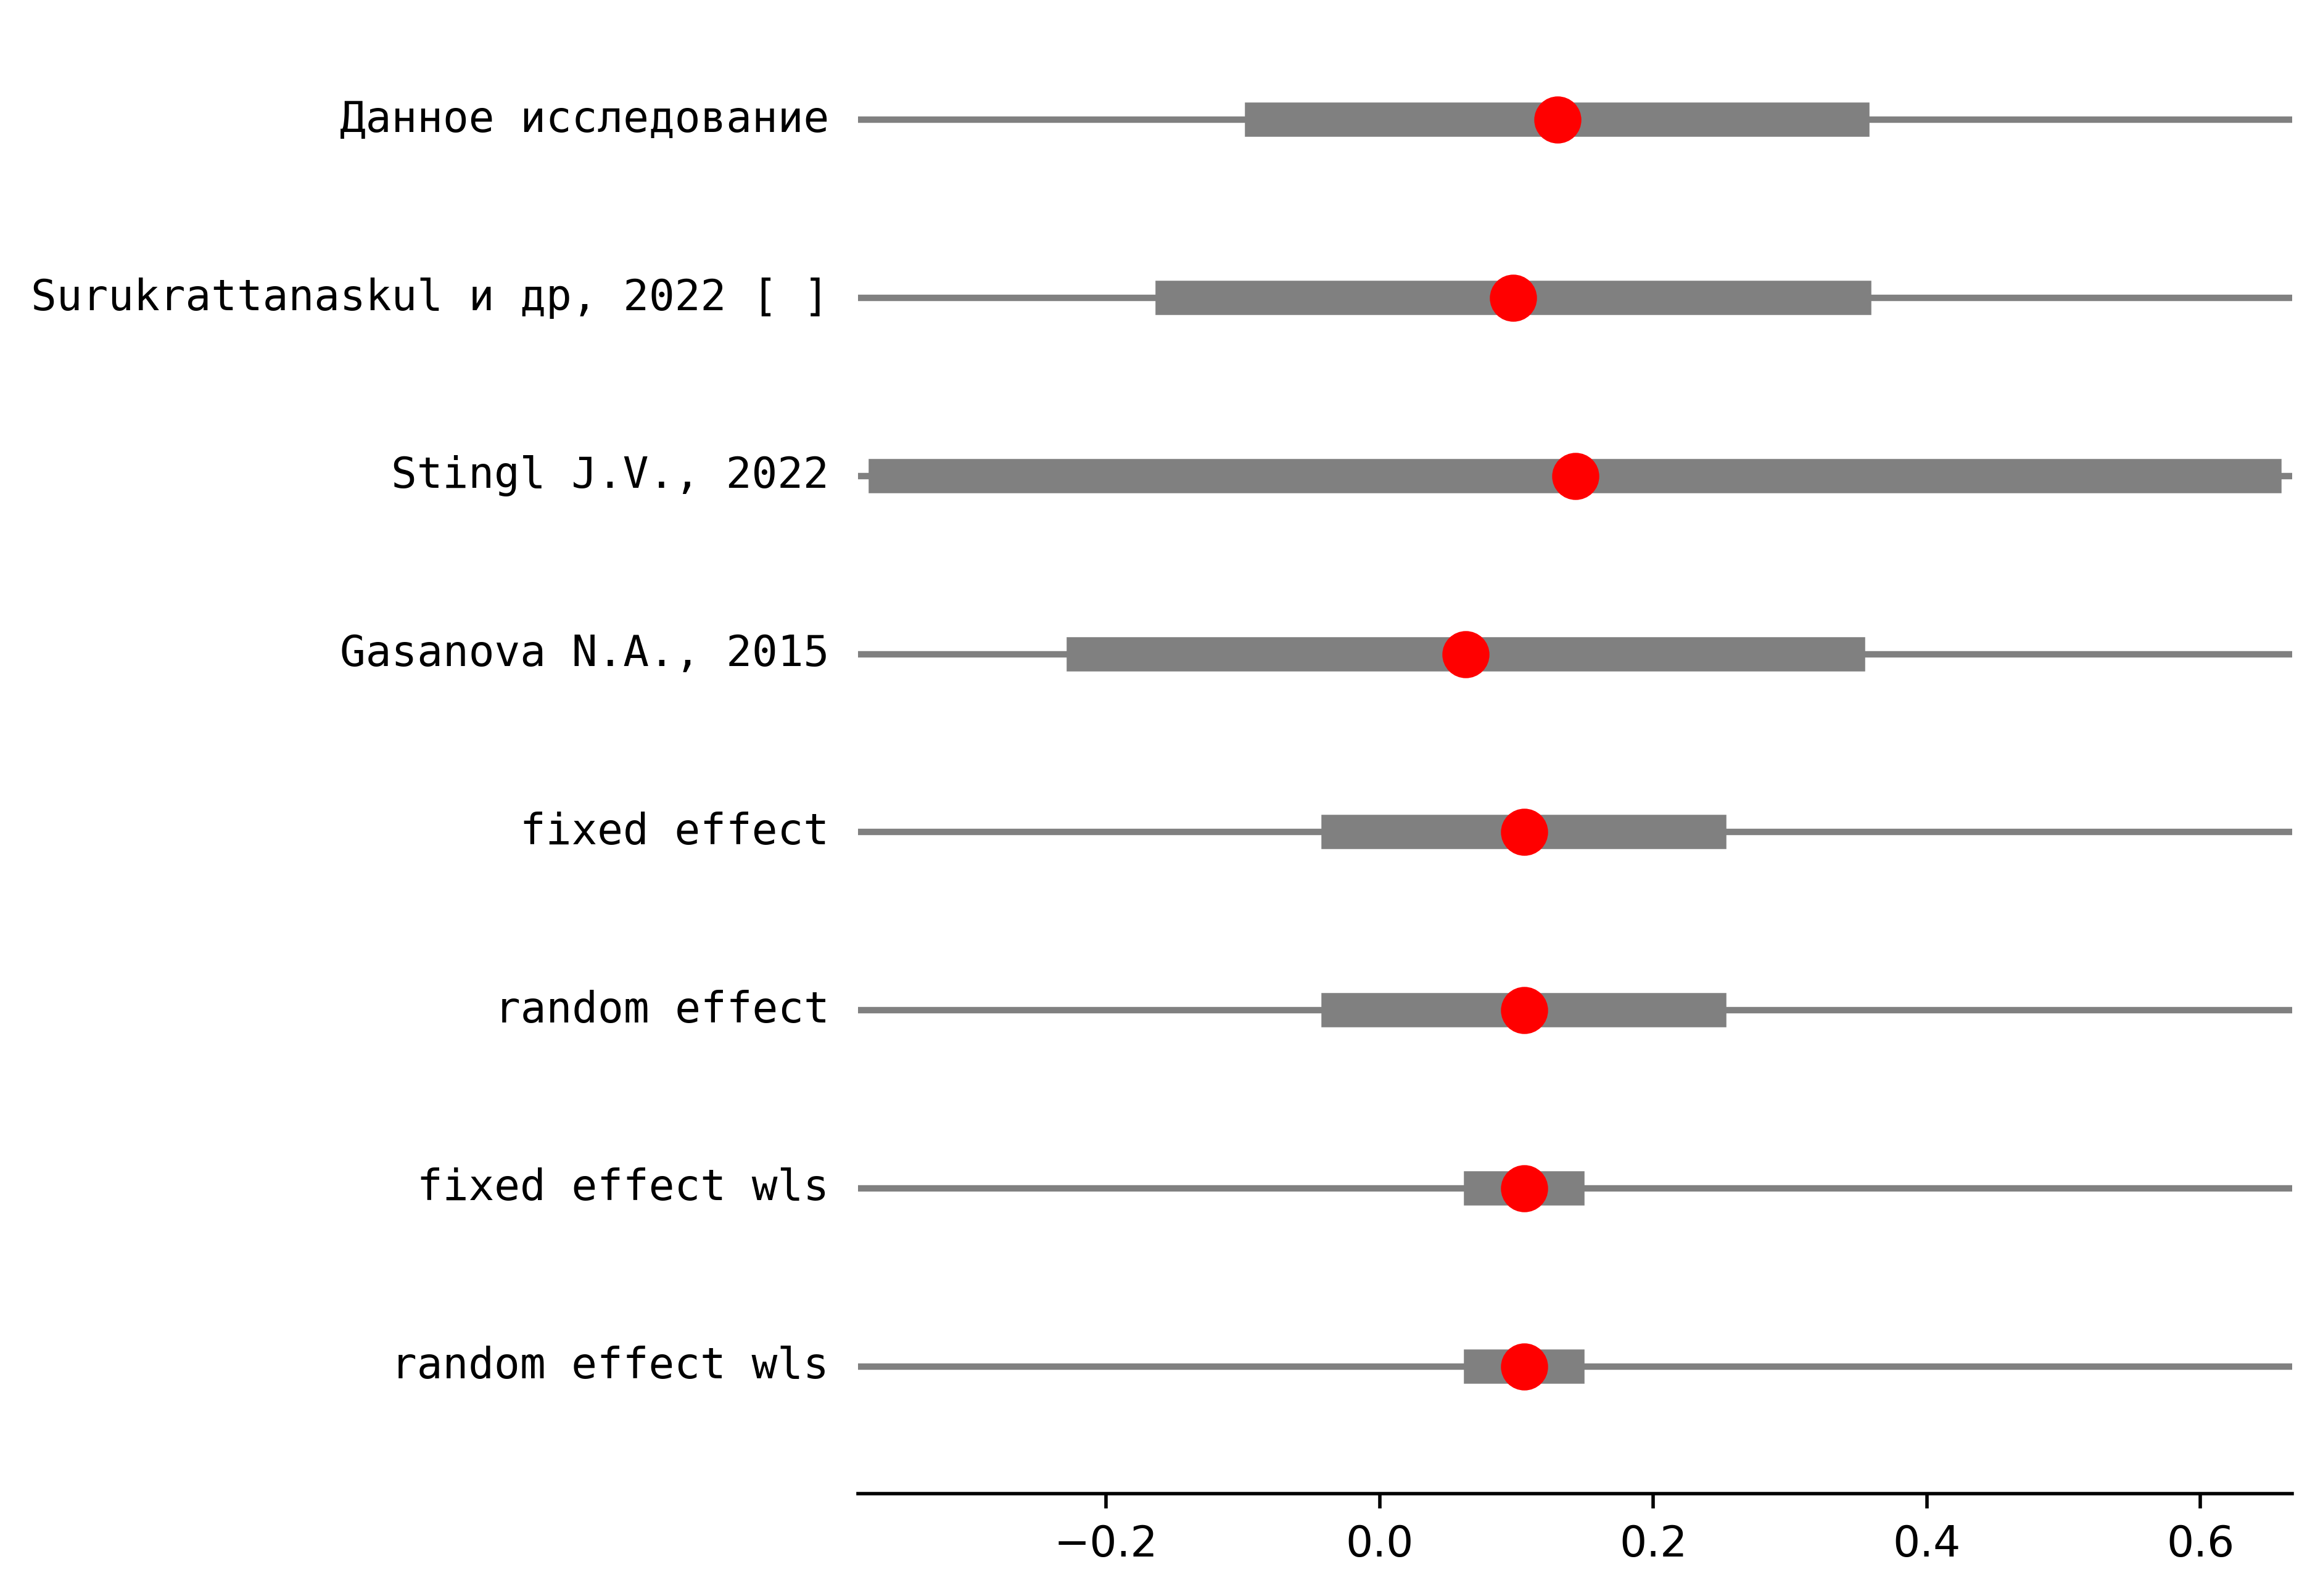 Данное исследование
Surukrattanaskul и др, 2022 [ ]
Stingl J.V., 2022
Gasanova N.A., 2015
fixed effect
random effect
fixed effect wls
random effect wls
−0.2 0.0 0.2 0.4 0.6